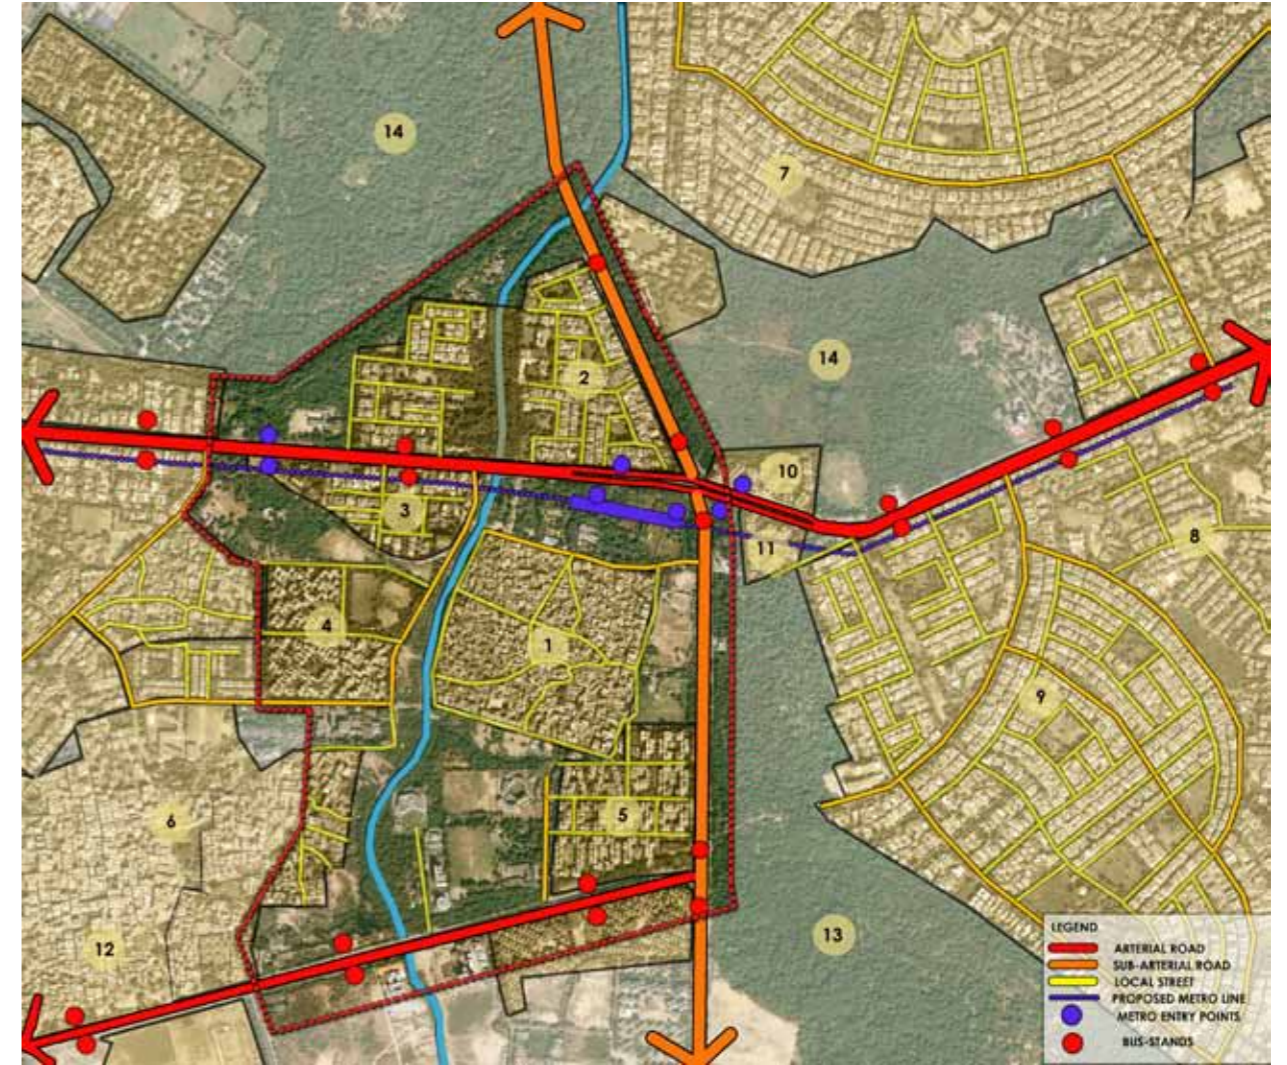 14
7
2
14
10
3
8
11
4
1
9
5
6
12
13
LEGEND
ARTERIAL ROAD
SUB-ARTERIAL ROAD
LOCAL STREET
PROPOSED METRO LINE
METRO ENTRY POINTS
BUS-STANDS